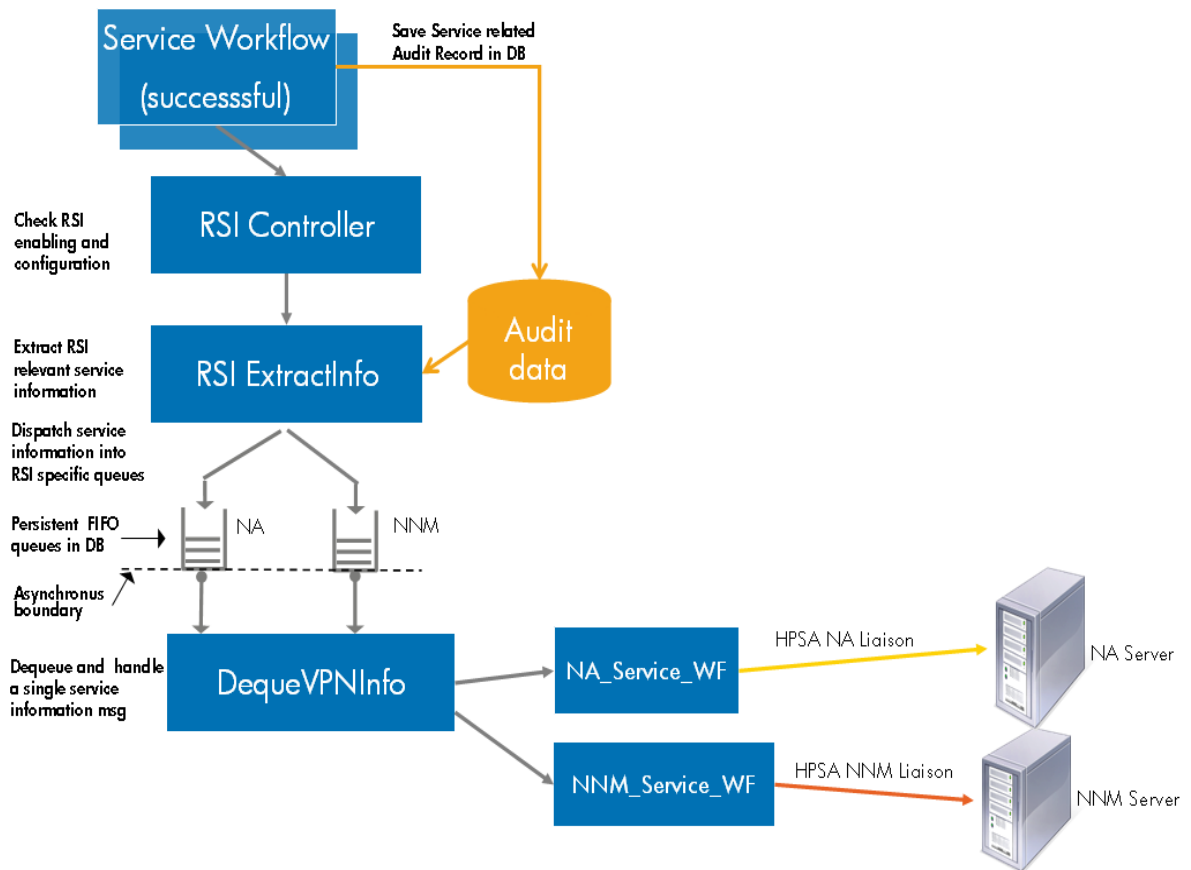 Service Workflow
(successsful)
Save Service related
Audit Record in DB
RSI Controller
Check RSI
enabling and
configuration
Audit
data
RSI ExtractInfo
Extract RSI
relevant service
information
Dispatch service
information into
RSI specific queues
Persistent FIFO
queues in DB
NA
NNM
Asynchronus
boundary
Dequeue and handle
a single service
information msg
DequeVPNInfo
NA_Service_WF
HPSA NA Liaison
NA Server
NNM_Service_WF
HPSA NNM Liaison
NNM Server